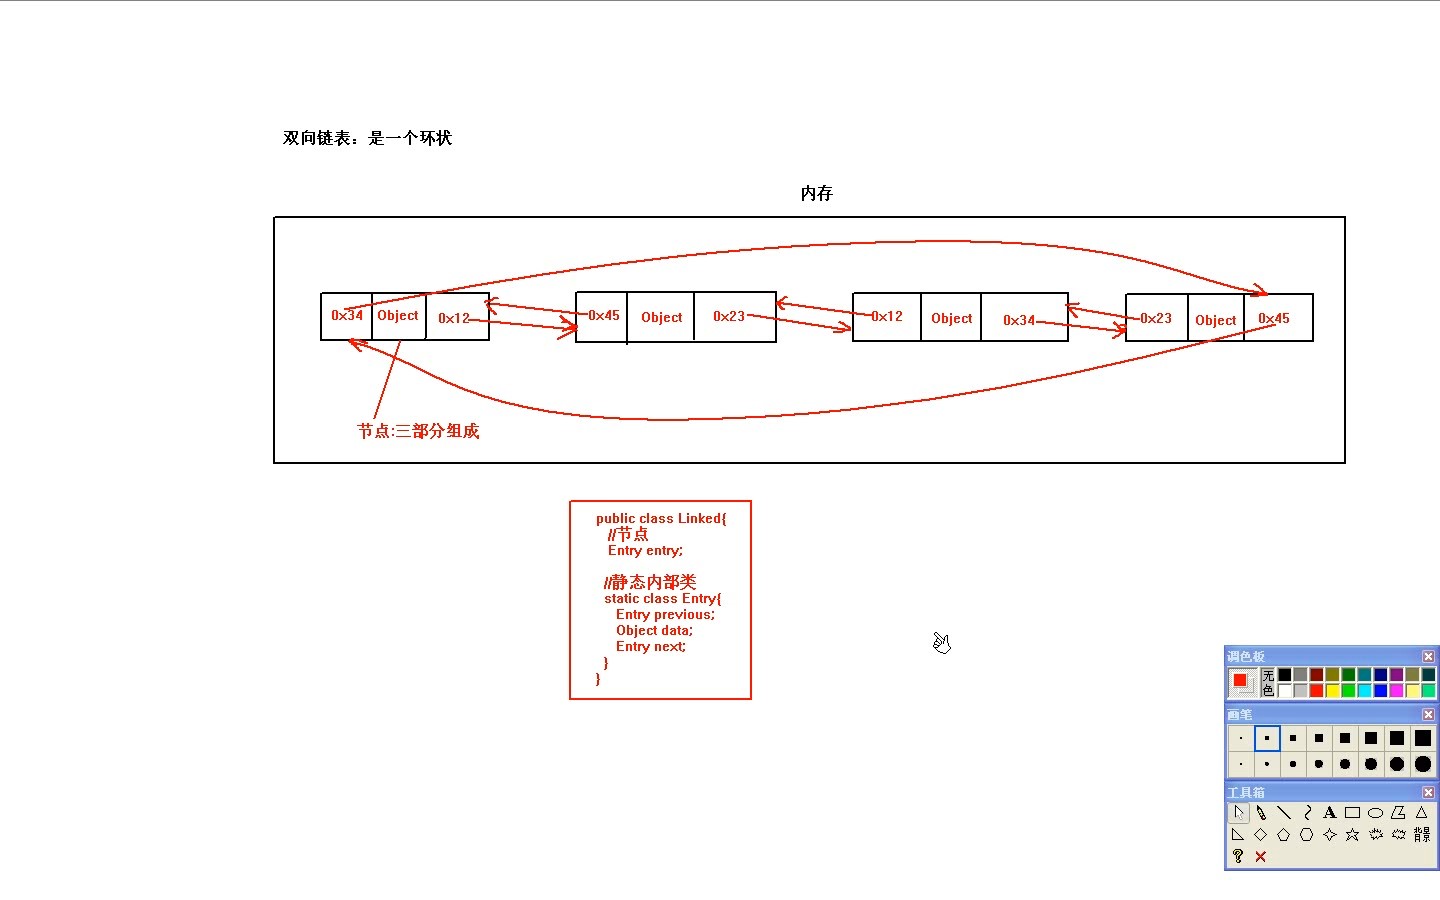 双向链表：是一个环状
内存
0x34 Object 0x12 0x45 Object 0x23 0x12 Object 0x34 0x23 Object 0x45
节点:三部分组成
public class Linked{
//节点
Entry entry;
//静态内部类
static class Entry{
Entry previous;
Object data;
Entry next;
}
}
调色板
无色
画笔
工具箱
A
背景
?